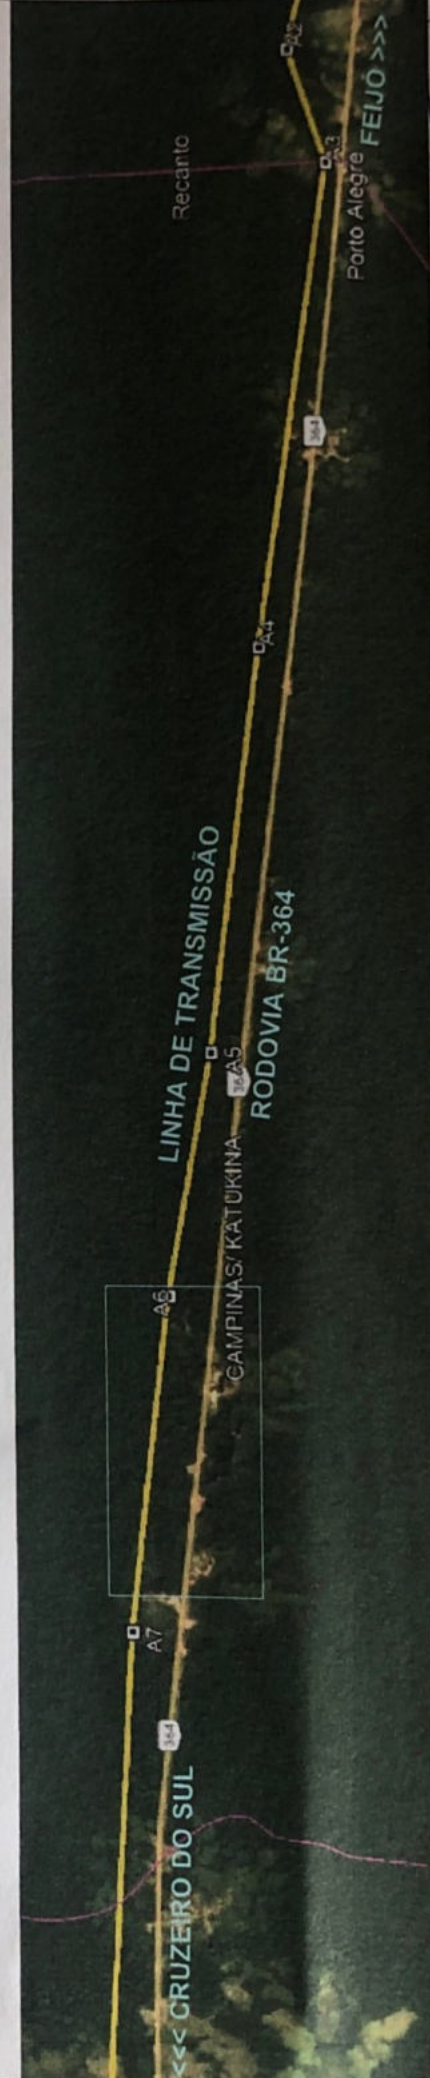 A2
FEIJÓ >>>
A3
Porto Alegre
Recanto
364
A4
LINHA DE TRANSMISSÃO
RODOVIA BR-364
A5
CAMPINAS/ KATUKINA
A6
A7
364
<<< CRUZEIRO DO SUL